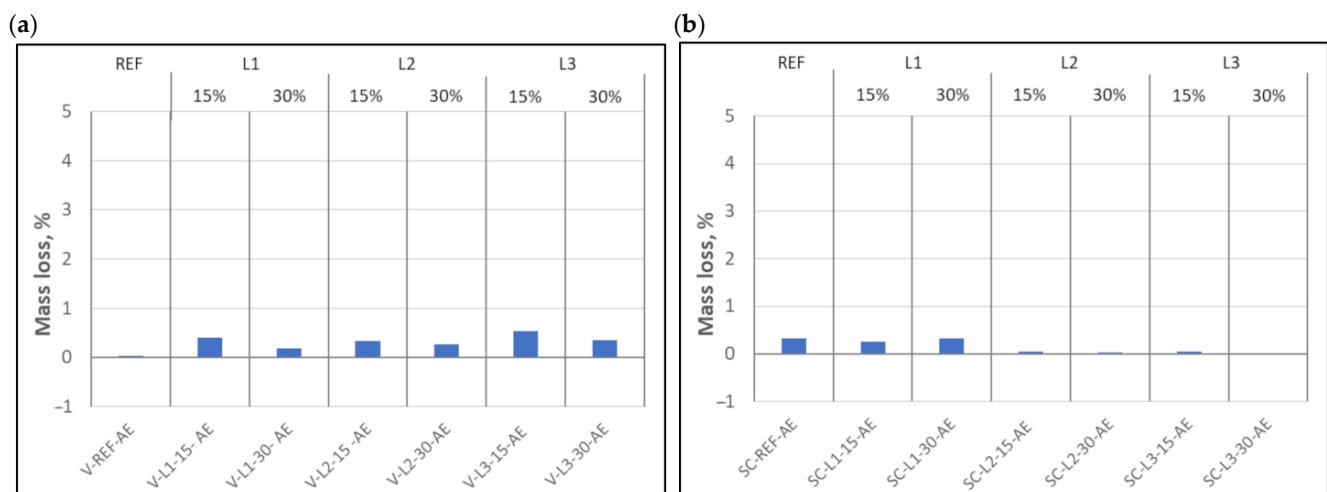 (a)
REF L1 L2 L3
15% 30% 15% 30% 15% 30%
5
4
3
2
1
0
−1
Mass loss, %
V-REF-AE
V-L1-15- AE
V-L1-30- AE
V-L2-15 -AE
V-L2-30-AE
V-L3-15-AE
V-L3-30-AE
(b)
REF L1 L2 L3
15% 30% 15% 30% 15% 30%
5
4
3
2
1
0
−1
Mass loss, %
SC-REF-AE
SC-L1-15-AE
SC-L1-30-AE
SC-L2-15-AE
SC-L2-30-AE
SC-L3-15-AE
SC-L3-30-AE